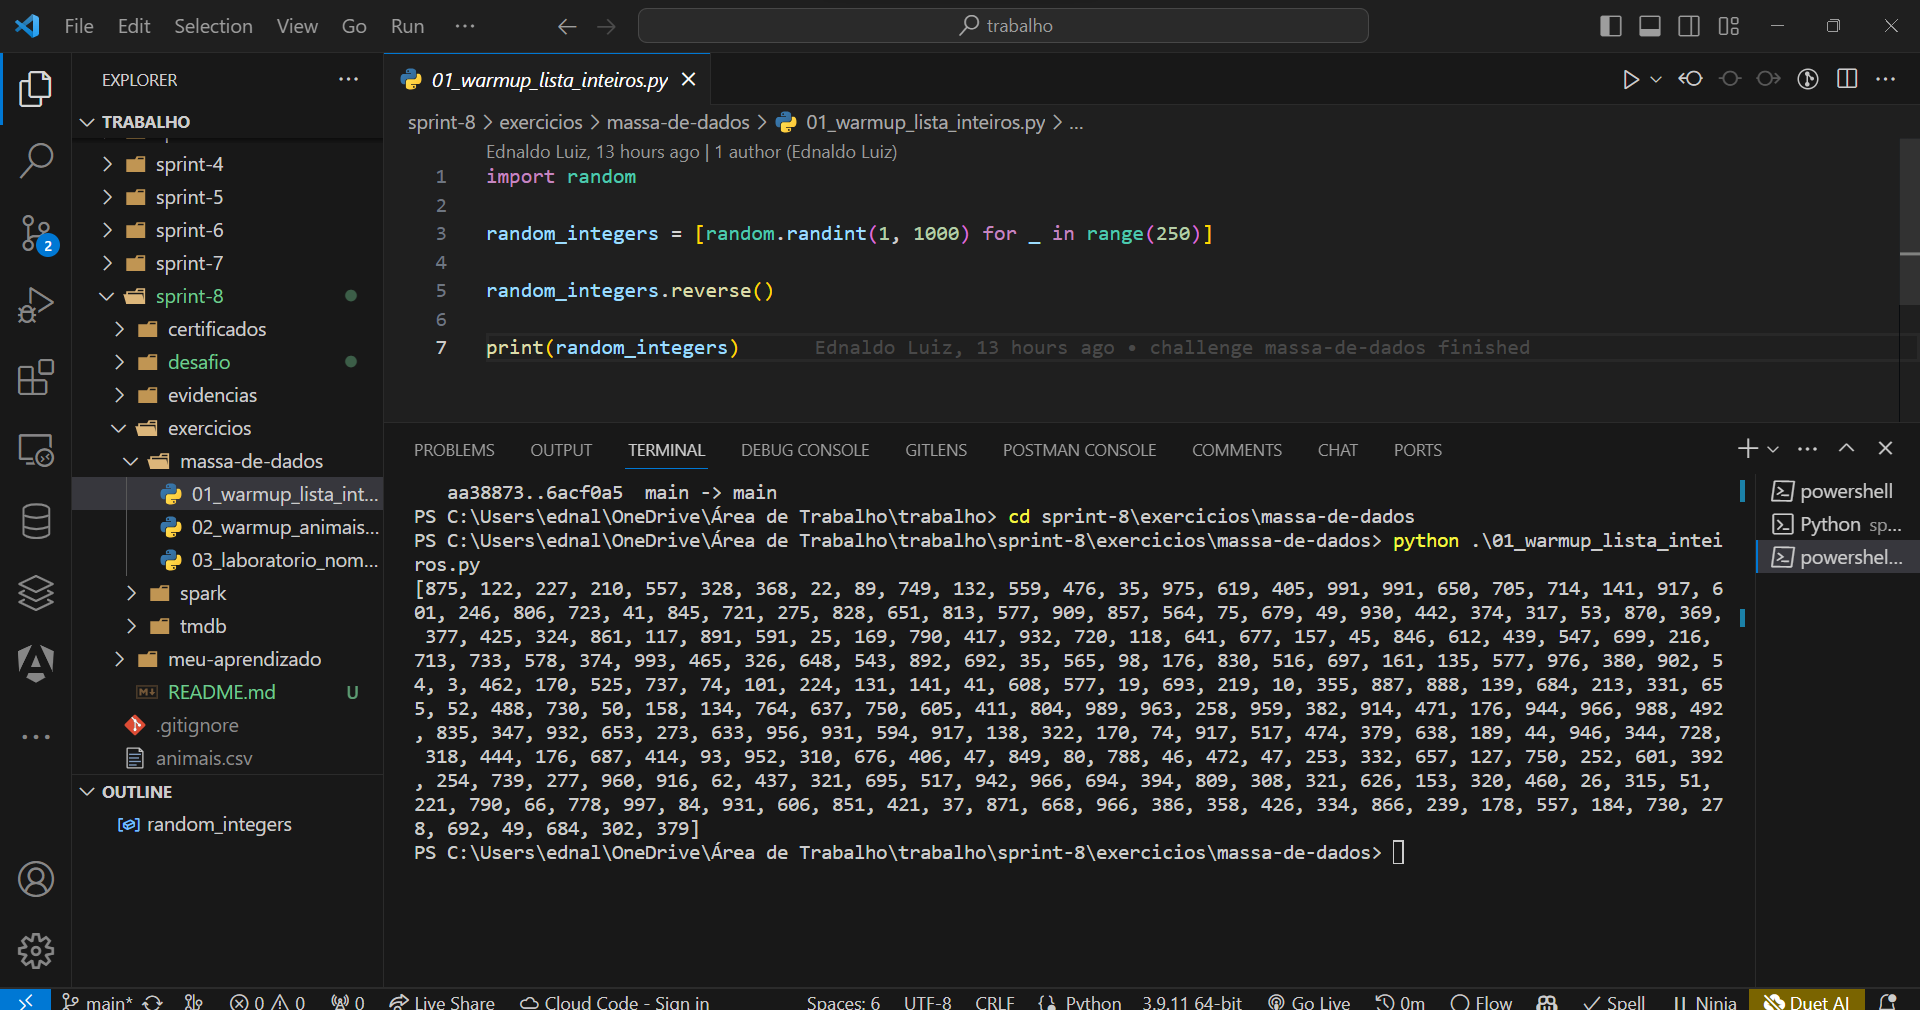 File Edit Selection View Go Run ···
trabalho
EXPLORER
TRABALHO
sprint-4
sprint-5
sprint-6
sprint-7
sprint-8
certificados
desafio
evidencias
exercicios
massa-de-dados
01_warmup_lista_int...
02_warmup_animais...
03_laboratorio_nom...
spark
tmdb
meu-aprendizado
README.md U
.gitignore
animais.csv
OUTLINE
random_integers
2
01_warmup_lista_inteiros.py
sprint-8 > exercicios > massa-de-dados > 01_warmup_lista_inteiros.py > ...
Ednaldo Luiz, 13 hours ago | 1 author (Ednaldo Luiz)
1 import random
2
3 random_integers = [random.randint(1, 1000) for _ in range(250)]
4
5 random_integers.reverse()
6
7 print(random_integers) Ednaldo Luiz, 13 hours ago • challenge massa-de-dados finished
PROBLEMS OUTPUT TERMINAL DEBUG CONSOLE GITLENS POSTMAN CONSOLE COMMENTS CHAT PORTS
aa38873..6acf0a5 main -> main
PS C:\Users\ednal\OneDrive\Área de Trabalho\trabalho> cd sprint-8\exercicios\massa-de-dados
PS C:\Users\ednal\OneDrive\Área de Trabalho\trabalho\sprint-8\exercicios\massa-de-dados> python .\01_warmup_lista_intei
ros.py
[875, 122, 227, 210, 557, 328, 368, 22, 89, 749, 132, 559, 476, 35, 975, 619, 405, 991, 991, 650, 705, 714, 141, 917, 6
01, 246, 806, 723, 41, 845, 721, 275, 828, 651, 813, 577, 909, 857, 564, 75, 679, 49, 930, 442, 374, 317, 53, 870, 369,
377, 425, 324, 861, 117, 891, 591, 25, 169, 790, 417, 932, 720, 118, 641, 677, 157, 45, 846, 612, 439, 547, 699, 216,
713, 733, 578, 374, 993, 465, 326, 648, 543, 892, 692, 35, 565, 98, 176, 830, 516, 697, 161, 135, 577, 976, 380, 902, 5
4, 3, 462, 170, 525, 737, 74, 101, 224, 131, 141, 41, 608, 577, 19, 693, 219, 10, 355, 887, 888, 139, 684, 213, 331, 65
5, 52, 488, 730, 50, 158, 134, 764, 637, 750, 605, 411, 804, 989, 963, 258, 959, 382, 914, 471, 176, 944, 966, 988, 492
, 835, 347, 932, 653, 273, 633, 956, 931, 594, 917, 138, 322, 170, 74, 917, 517, 474, 379, 638, 189, 44, 946, 344, 728,
318, 444, 176, 687, 414, 93, 952, 310, 676, 406, 47, 849, 80, 788, 46, 472, 47, 253, 332, 657, 127, 750, 252, 601, 392
, 254, 739, 277, 960, 916, 62, 437, 321, 695, 517, 942, 966, 694, 394, 809, 308, 321, 626, 153, 320, 460, 26, 315, 51,
221, 790, 66, 778, 997, 84, 931, 606, 851, 421, 37, 871, 668, 966, 386, 358, 426, 334, 866, 239, 178, 557, 184, 730, 27
8, 692, 49, 684, 302, 379]
PS C:\Users\ednal\OneDrive\Área de Trabalho\trabalho\sprint-8\exercicios\massa-de-dados>
powershell
Python sp...
powershel...
main* 0 0 0 Live Share Cloud Code - Sign in Spaces: 6 UTF-8 CRLF Python 3.9.11 64-bit Go Live 0m Flow Spell Ninja Duet AI